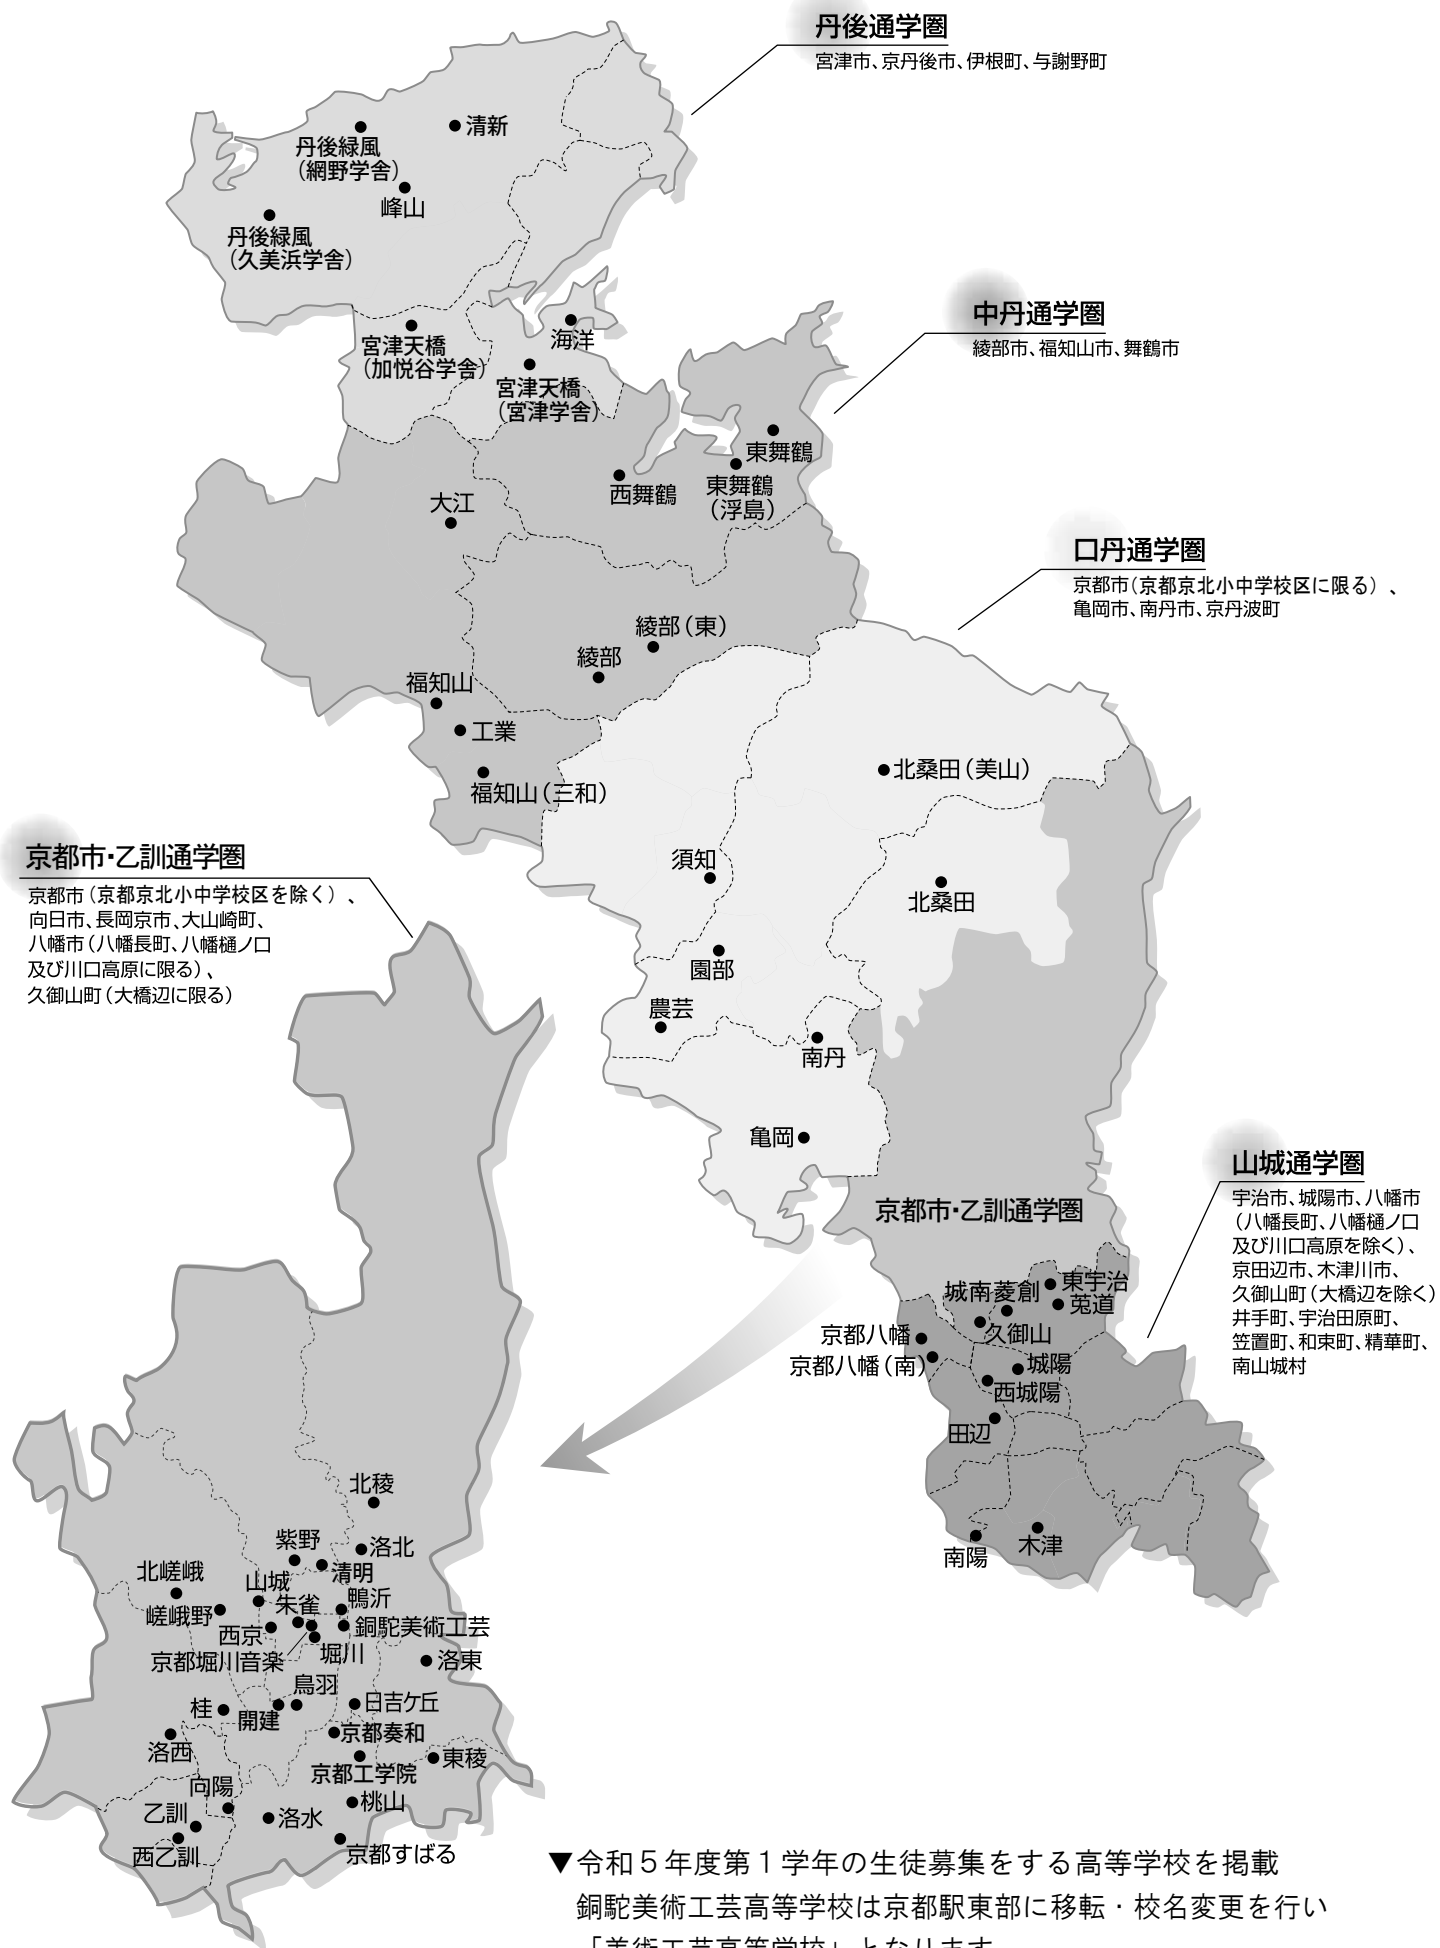 丹後通学圏
宮津市、京丹後市、伊根町、与謝野町
清新
丹後緑風
（網野学舎）
峰山
丹後緑風
（久美浜学舎）
中丹通学圏
綾部市、福知山市、舞鶴市
宮津天橋
（加悦谷学舎）
海洋
宮津天橋
（宮津学舎）
東舞鶴
西舞鶴
東舞鶴
（浮島）
大江
口丹通学圏
京都市（京都京北小中学校区に限る）、
亀岡市、南丹市、京丹波町
綾部（東）
綾部
福知山
工業
福知山（三和）
北桑田（美山）
須知
北桑田
園部
農芸
南丹
亀岡
京都市・乙訓通学圏
京都市（京都京北小中学校区を除く）、
向日市、長岡京市、大山崎町、
八幡市（八幡長町、八幡樋ノ口
及び川口高原に限る）、
久御山町（大橋辺に限る）
京都市・乙訓通学圏
山城通学圏
宇治市、城陽市、八幡市
（八幡長町、八幡樋ノ口
及び川口高原を除く）、
京田辺市、木津川市、
久御山町（大橋辺を除く）
井手町、宇治田原町、
笠置町、和束町、精華町、
南山城村
東宇治
城南菱創
莵道
久御山
京都八幡
京都八幡（南）
城陽
西城陽
田辺
南陽
木津
北稜
紫野
洛北
清明
北嵯峨
山城
朱雀
鴨沂
嵯峨野
西京
銅駝美術工芸
京都堀川音楽
堀川
洛東
鳥羽
桂
開建
日吉ケ丘
京都奏和
洛西
京都工学院
東稜
向陽
桃山
乙訓
洛水
西乙訓
京都すばる
▼令和５年度第１学年の生徒募集をする高等学校を掲載
銅駝美術工芸高等学校は京都駅東部に移転・校名変更を行い
「美術工芸高等学校」となります